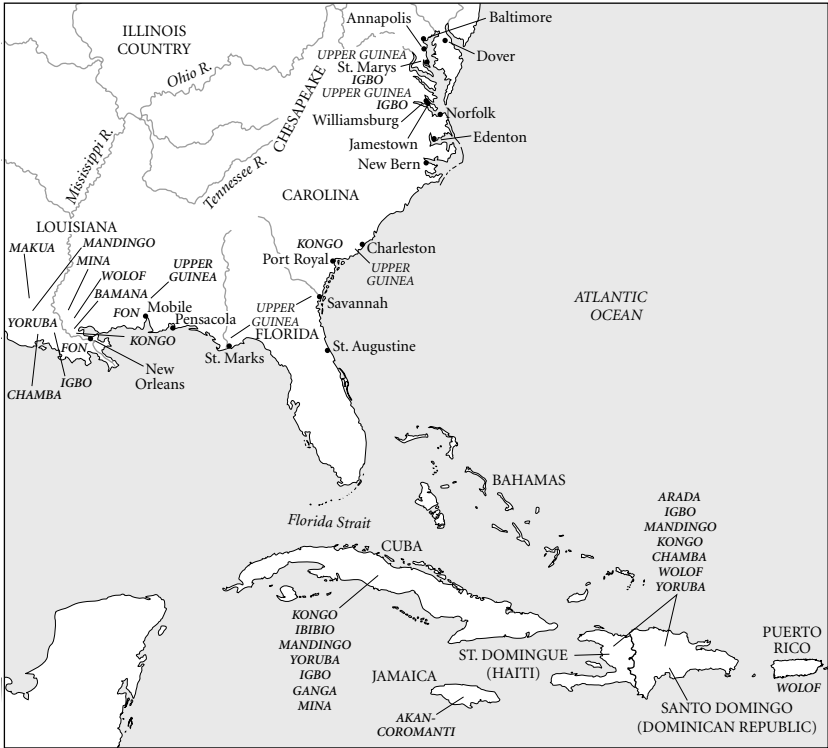 ILLINOIS
COUNTRY
Ohio R.
Mississippi R.
Tennessee R.
CHESAPEAKE
Annapolis
Baltimore
Dover
UPPER GUINEA
St. Marys
IGBO
UPPER GUINEA
IGBO
Williamsburg
Norfolk
Jamestown
Edenton
New Bern
CAROLINA
LOUISIANA
MAKUA
MANDINGO
MINA
WOLOF
BAMANA
UPPER
GUINEA
YORUBA
FON
Mobile
Pensacola
FON
KONGO
New
Orleans
IGBO
CHAMBA
KONGO
Charleston
Port Royal
UPPER
GUINEA
UPPER
GUINEA
Savannah
FLORIDA
St. Marks
St. Augustine
ATLANTIC
OCEAN
BAHAMAS
Florida Strait
CUBA
KONGO
IBIBIO
MANDINGO
YORUBA
IGBO
GANGA
MINA
JAMAICA
AKAN-
COROMANTI
ARADA
IGBO
MANDINGO
KONGO
CHAMBA
WOLOF
YORUBA
ST. DOMINGUE
(HAITI)
SANTO DOMINGO
(DOMINICAN REPUBLIC)
PUERTO
RICO
WOLOF